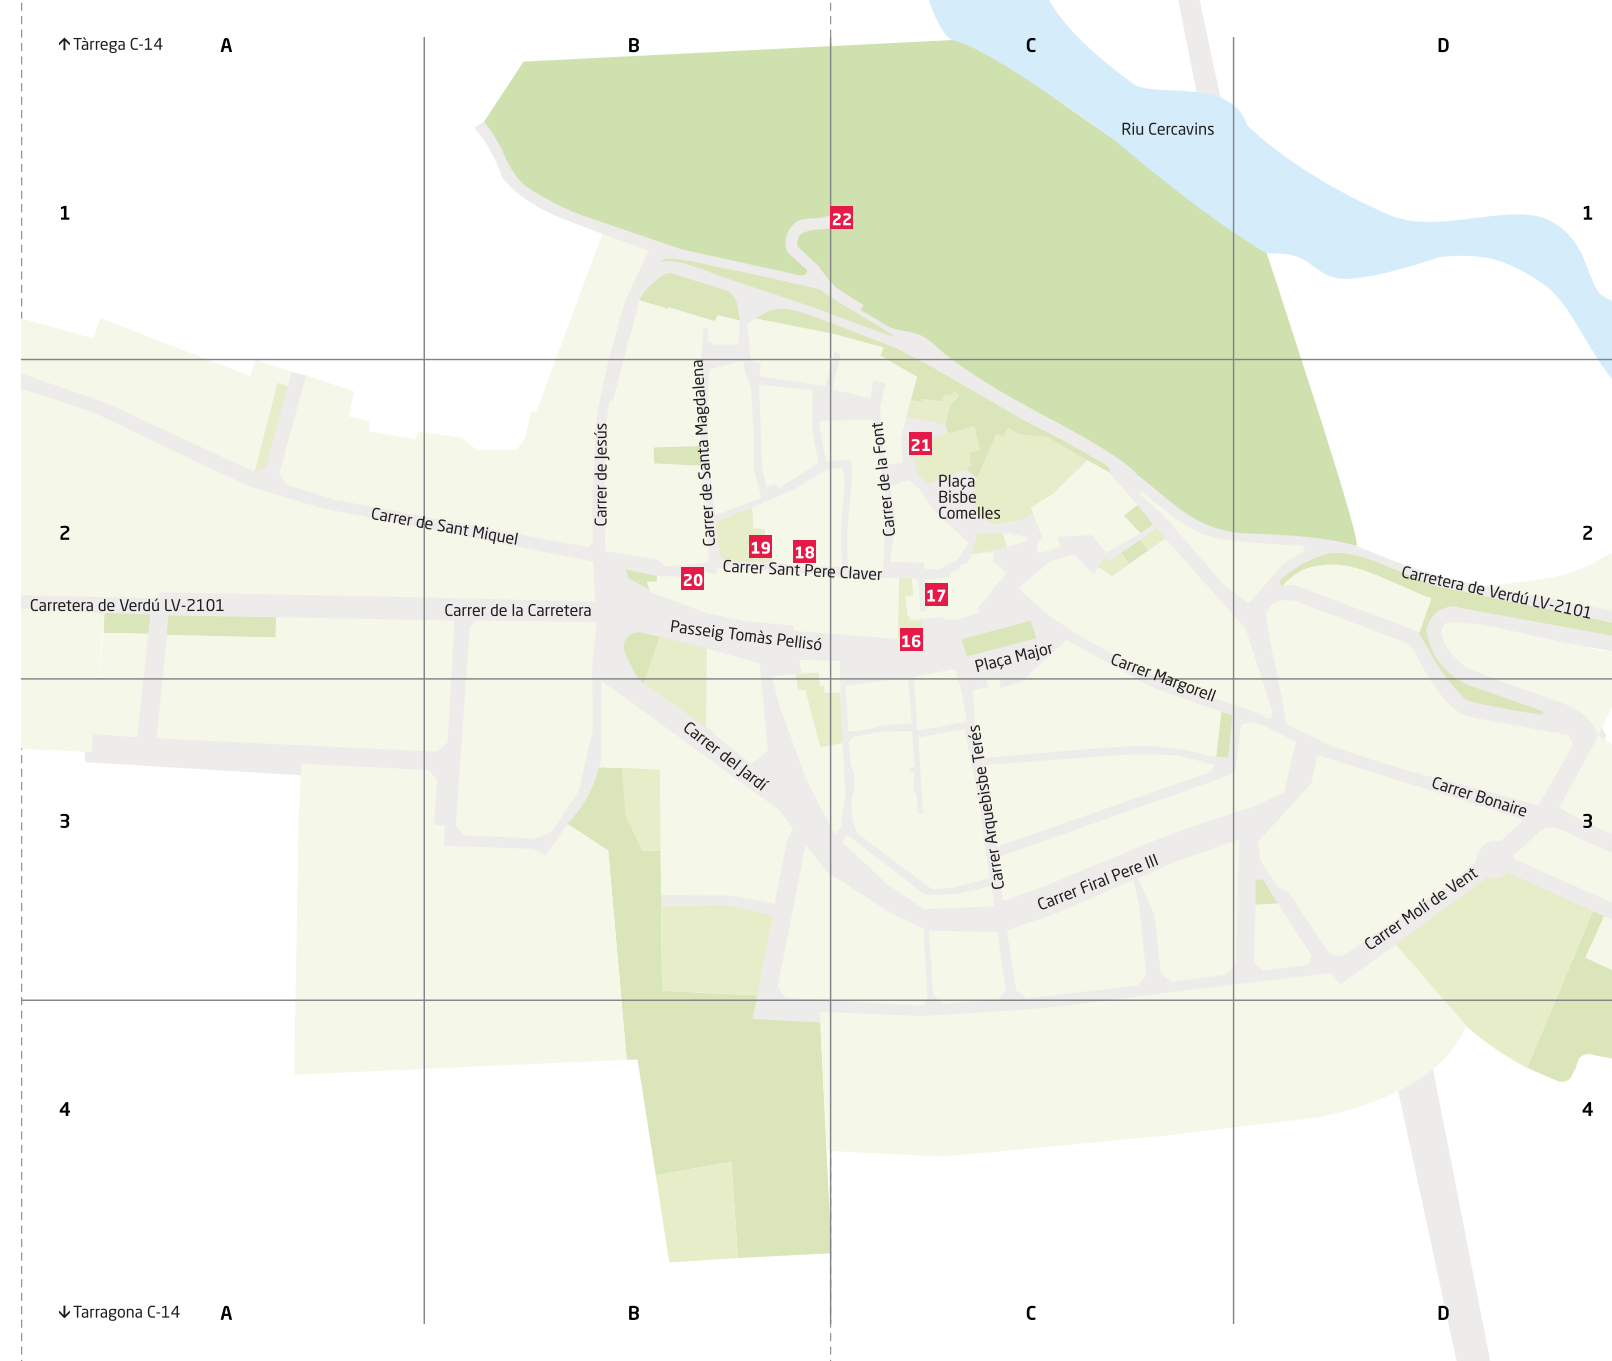 ↑ Tàrrega C-14
A
B
C
D
Riu Cercavins
1
22
1
Carrer de Jesús
Carrer de Santa Magdalena
Carrer de la Font
21
Plaça
Bisbe
Comelles
Carrer de Sant Miquel
2
2
19
18
Carrer Sant Pere Claver
20
17
Carretera de Verdú LV-2101
Carretera de Verdú LV-2101
Carrer de la Carretera
Passeig Tomàs Pellisó
16
Plaça Major
Carrer Margorell
Carrer del Jardí
Carrer Arquebisbe Terés
Carrer Bonaire
3
3
Carrer Firal Pere III
Carrer Molí de Vent
4
4
↓ Tarragona C-14
A
B
C
D